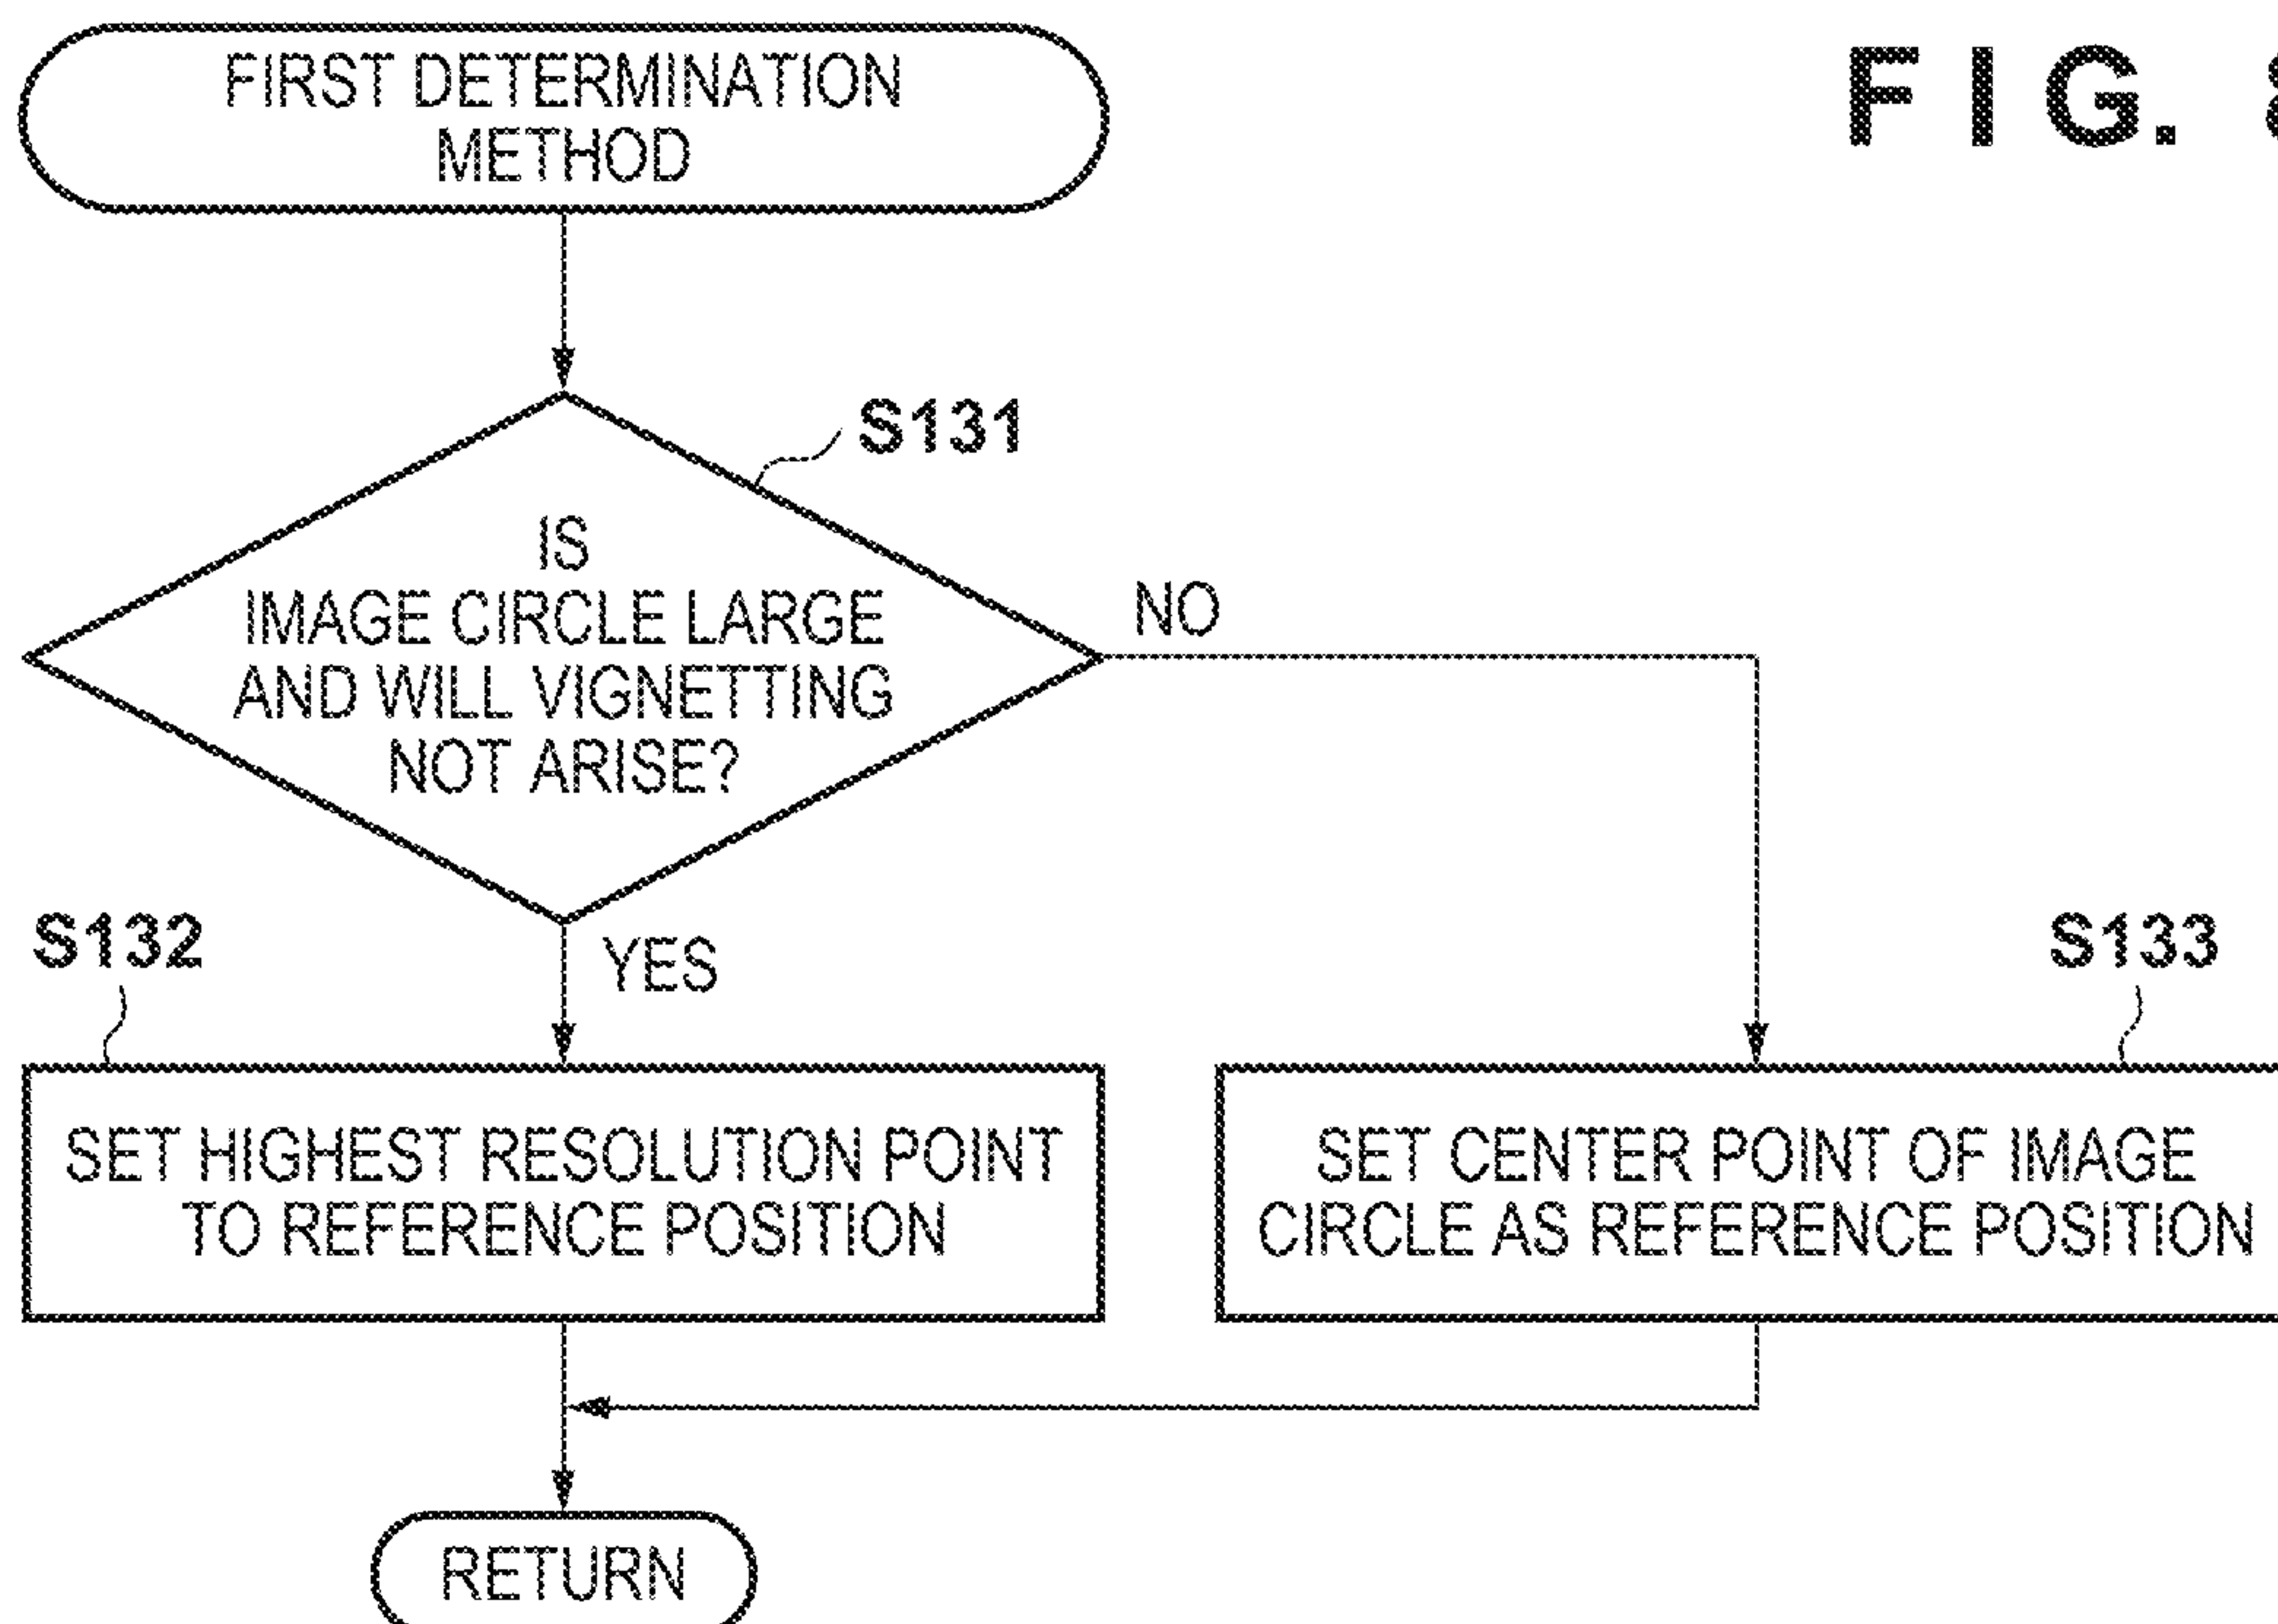 FIG. 8
FIRST DETERMINATION
METHOD
S131
IS
IMAGE CIRCLE LARGE
AND WILL VIGNETTING
NOT ARISE?
NO
YES
S132
S133
SET HIGHEST RESOLUTION POINT
TO REFERENCE POSITION
SET CENTER POINT OF IMAGE
CIRCLE AS REFERENCE POSITION
RETURN